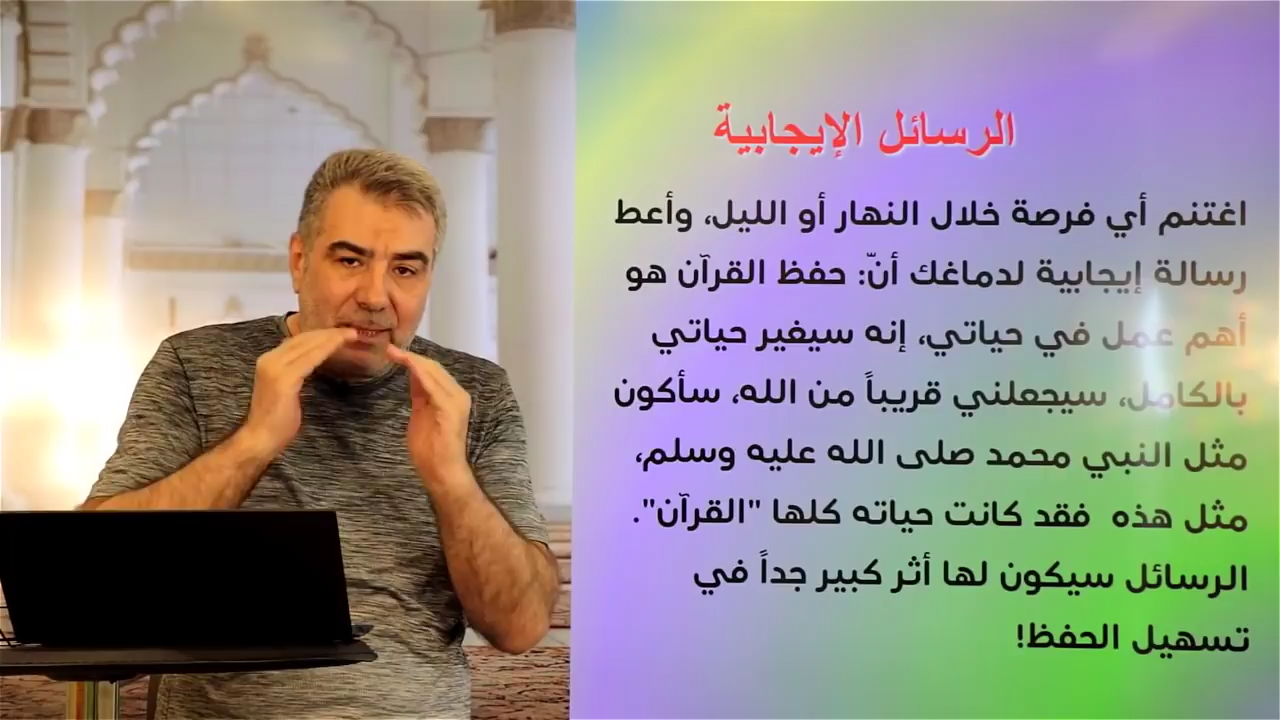 الرسائل الإيجابية
اغتنم أي فرصة خلال النهار أو الليل، وأعط
رسالة إيجابية لدماغك أنّ: حفظ القرآن هو
أهم عمل في حياتي، إنه سيغير حياتي
بالكامل، سيجعلني قريباً من الله، سأكون
مثل النبي محمد صلى الله عليه وسلم،
مثل هذه  فقد كانت حياته كلها "القرآن".
الرسائل سيكون لها أثر كبير جداً في
تسهيل الحفظ!